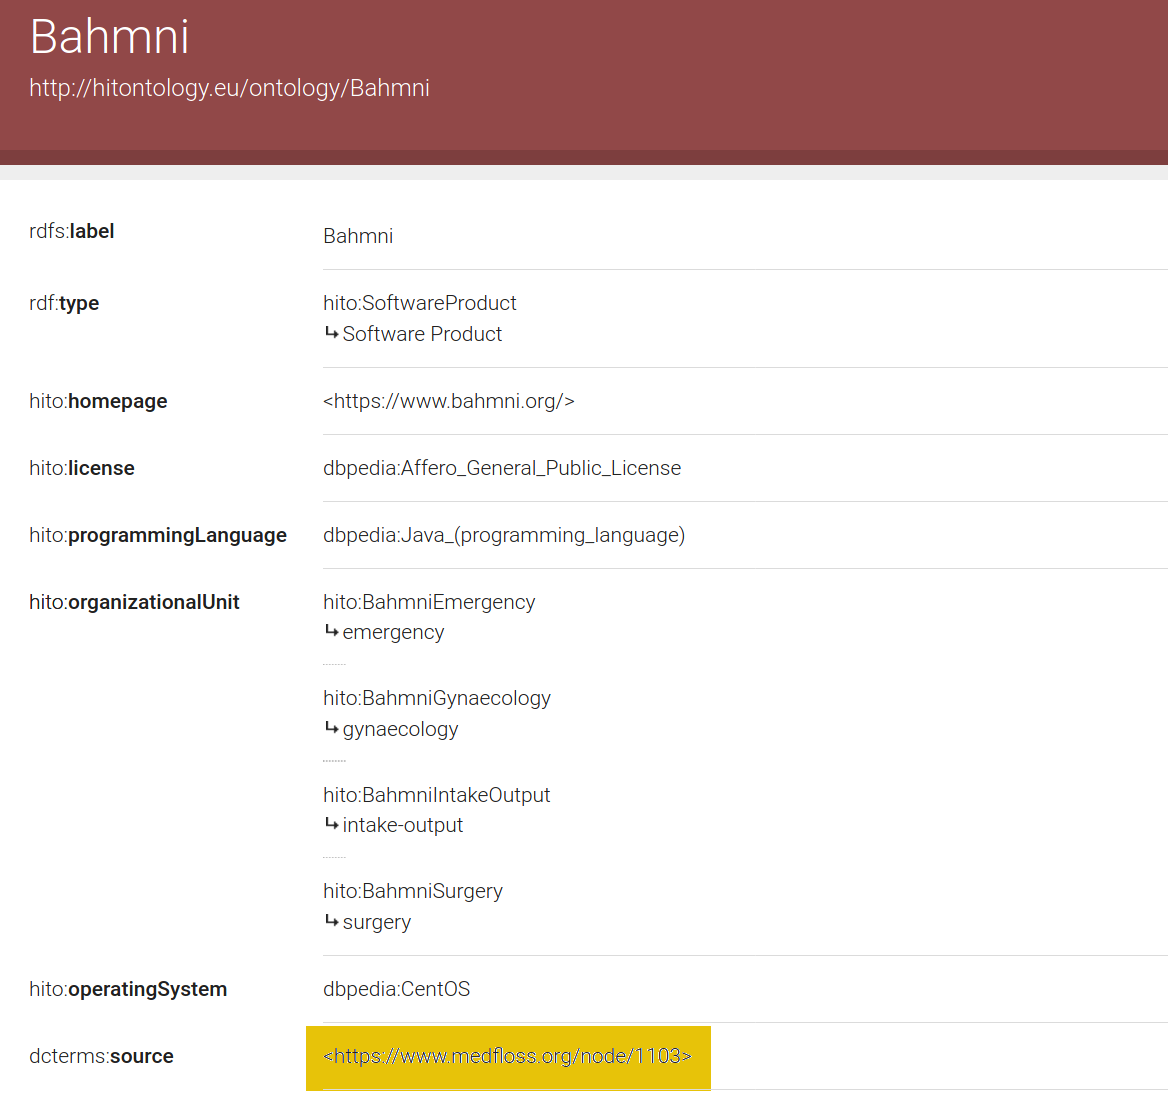 Bahmni
http://hitontology.eu/ontology/Bahmni
rdfs:label
Bahmni
rdf:type
hito:SoftwareProduct
↳Software Product
hito:homepage
<https://www.bahmni.org/>
hito:license
dbpedia:Affero_General_Public_License
hito:programmingLanguage
dbpedia:Java_(programming_language)
hito:organizationalUnit
hito:BahmniEmergency
↳emergency
hito:BahmniGynaecology
↳gynaecology
hito:BahmniIntakeOutput
↳intake-output
hito:BahmniSurgery
↳surgery
hito:operatingSystem
dbpedia:CentOS
dcterms:source
<https://www.medfloss.org/node/1103>